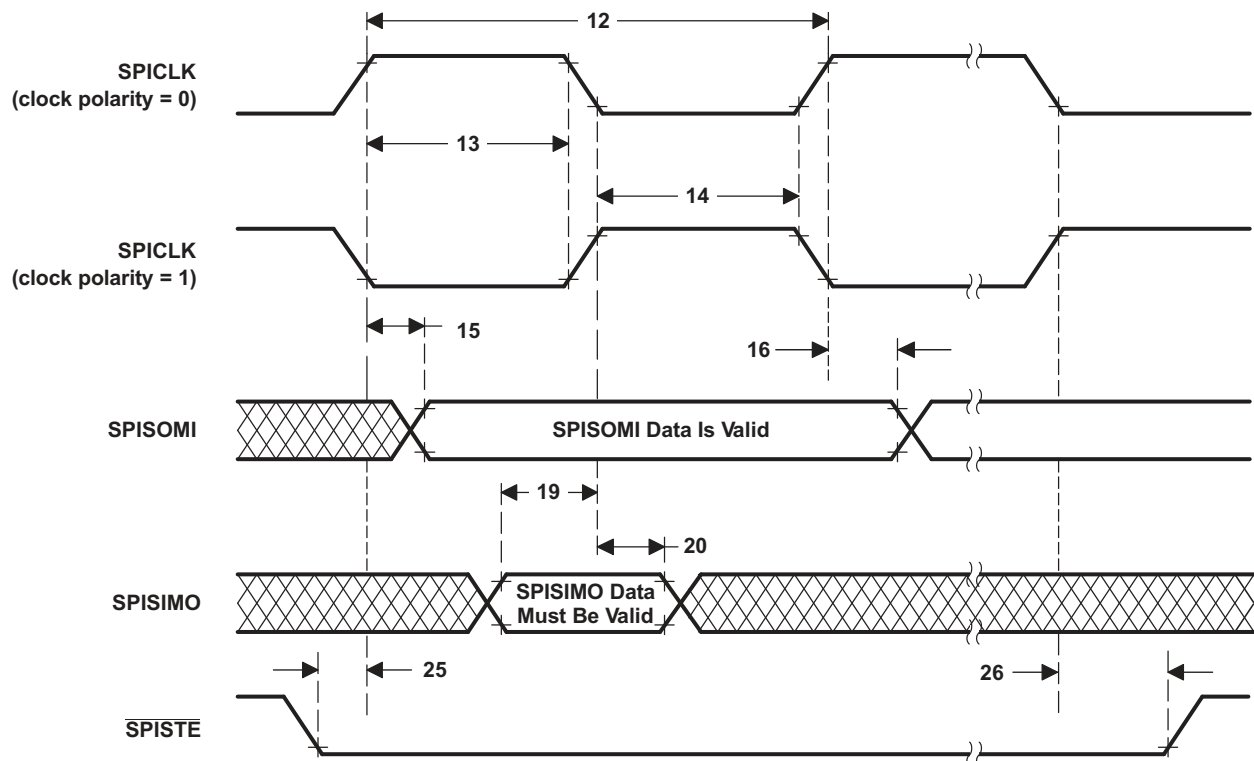 12
SPICLK
(clock polarity = 0)
13
14
SPICLK
(clock polarity = 1)
15
16
SPISOMI
SPISOMI Data Is Valid
19
20
SPISIMO
SPISIMO Data
Must Be Valid
25
26
SPISTE